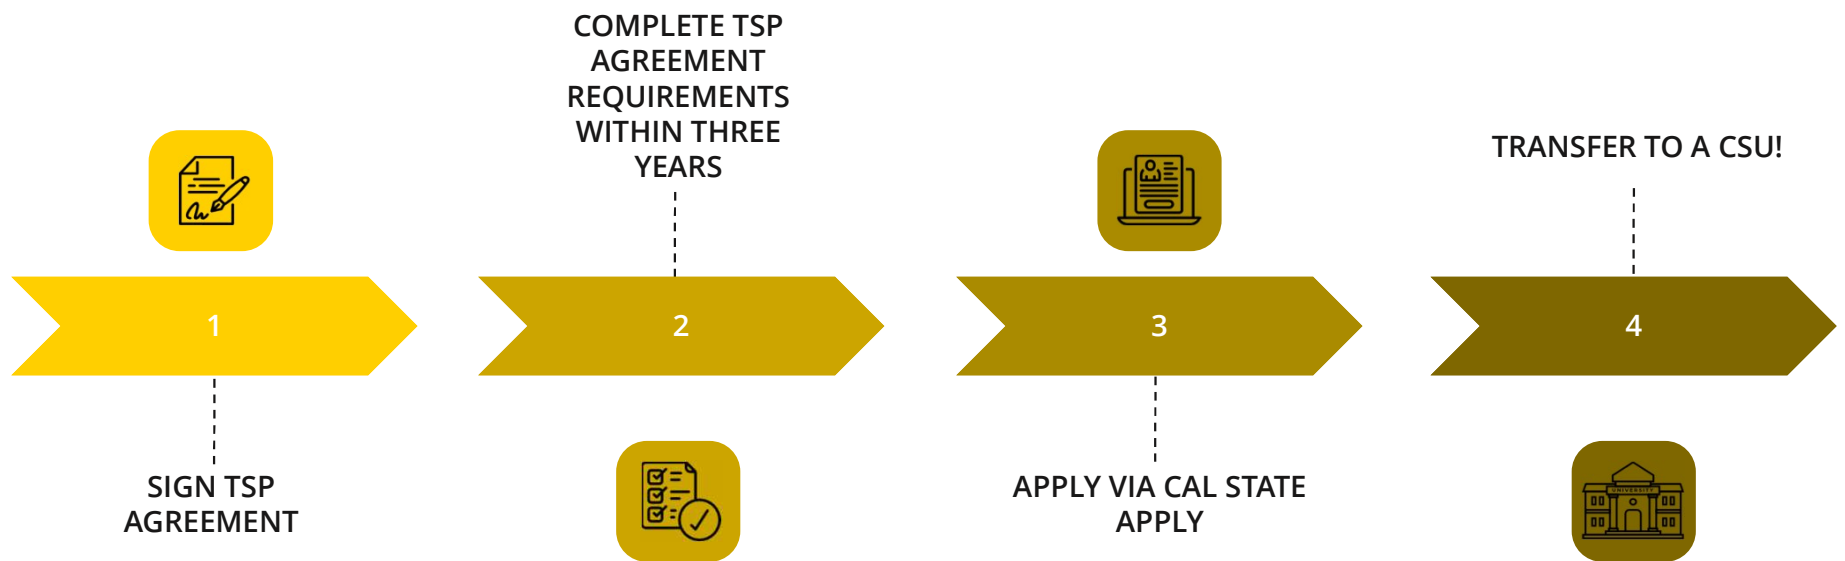 1
SIGN TSP
AGREEMENT
COMPLETE TSP
AGREEMENT
REQUIREMENTS
WITHIN THREE
YEARS
2
3
APPLY VIA CAL STATE
APPLY
TRANSFER TO A CSU!
4
UNIVERSITY